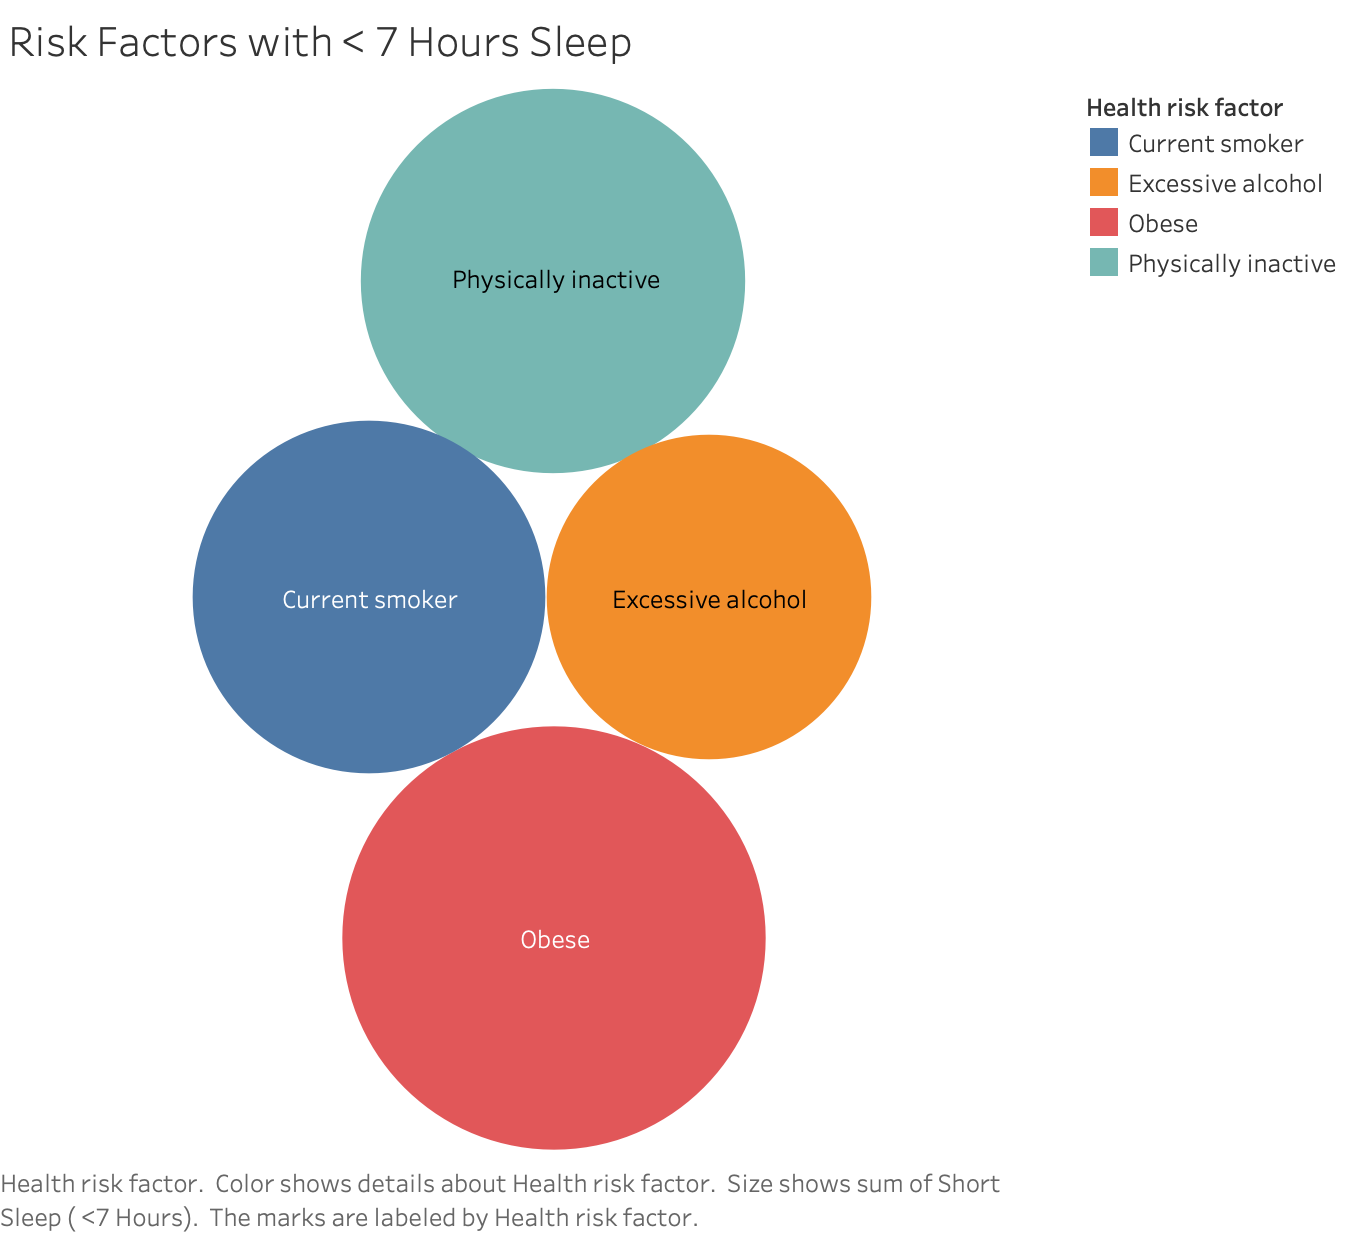 Risk Factors with < 7 Hours Sleep
Health risk factor
Current smoker
Excessive alcohol
Obese
Physically inactive
Physically inactive
Current smoker
Excessive alcohol
Obese
Health risk factor.  Color shows details about Health risk factor.  Size shows sum of Short
Sleep ( <7 Hours).  The marks are labeled by Health risk factor.